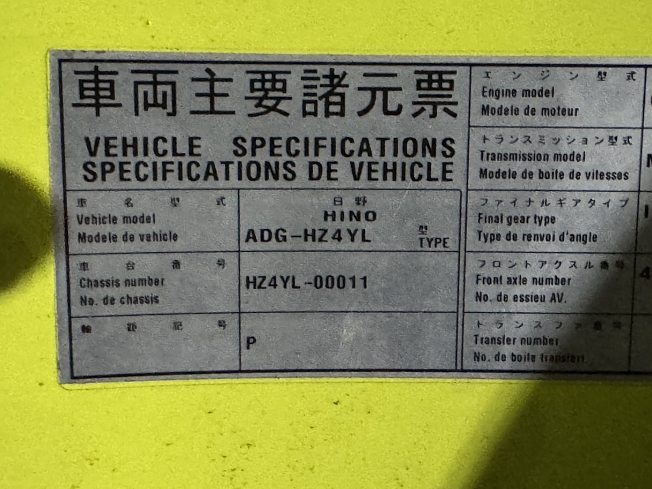 車両主要諸元票
VEHICLE SPECIFICATIONS
SPECIFICATIONS DE VEHICLE
車名型式
Vehicle model
Modele de vehicle
日野
HINO
ADG-HZ4YL
型
TYPE
車台番号
Chassis number
No. de chassis
HZ4YL-00011
輪距記号
P
エンジン型式
Engine model
Modele de moteur
トランスミッション型式
Transmission model
Modele de boite de vitesses
ファイナルギアタイプ
Final gear type
Type de renvoi d'angle
フロントアクスル番号
Front axle number
No. de essieu AV.
トランスファ番号
Transfer number
No. de boite transfert